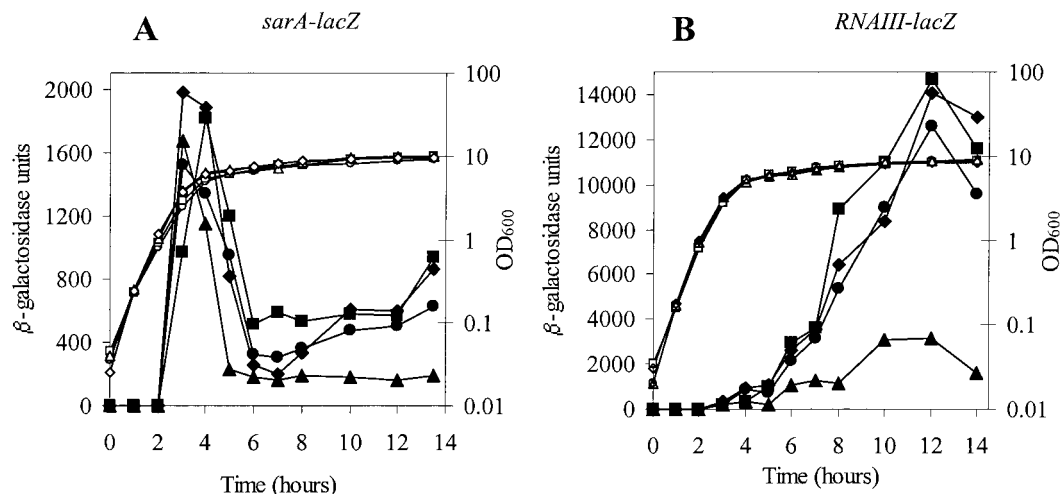 A
sarA-lacZ
2000
1600
1200
800
400
0
β-galactosidase units
100
10
1
0.1
0.01
OD600
0 2 4 6 8 10 12 14
Time (hours)
B
RNAIII-lacZ
14000
12000
10000
8000
6000
4000
2000
0
β-galactosidase units
100
10
1
0.1
0.01
OD600
0 2 4 6 8 10 12 14
Time (hours)